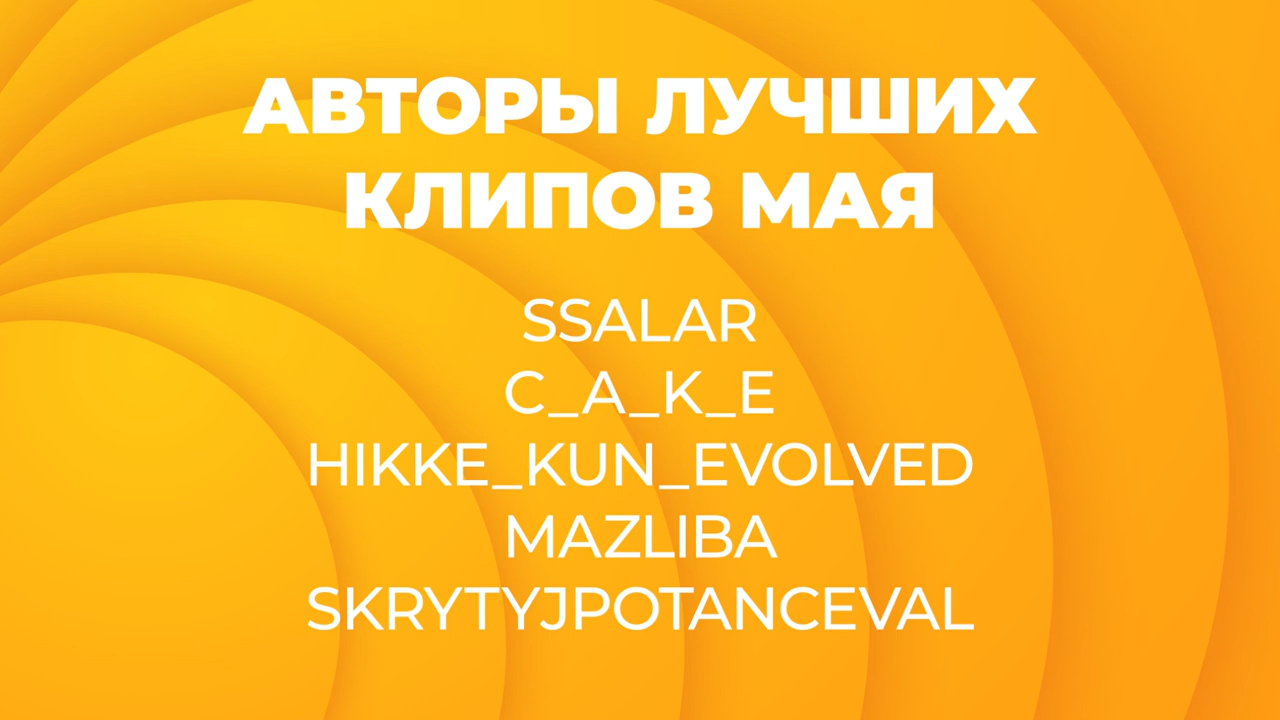 АВТОРЫ ЛУЧШИХ
КЛИПОВ МАЯ
SSALAR
C_A_K_E
HIKKE_KUN_EVOLVED
MAZLIBA
SKRYTYJPOTANCEVAL